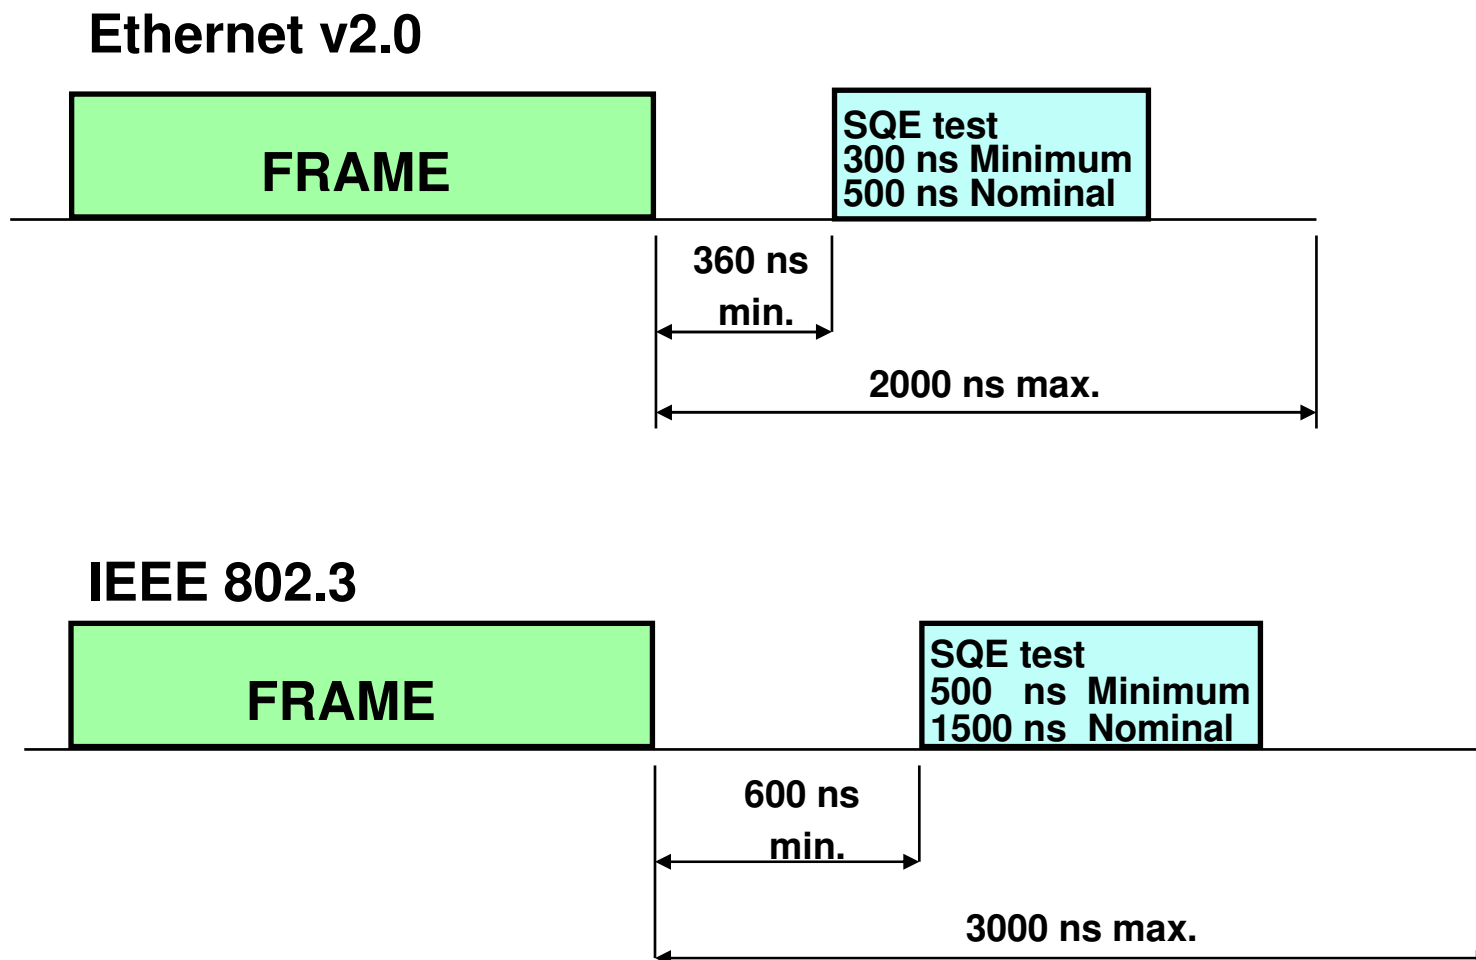 Ethernet v2.0
FRAME
SQE test
300 ns Minimum
500 ns Nominal
360 ns
min.
2000 ns max.
IEEE 802.3
FRAME
SQE test
500 ns Minimum
1500 ns Nominal
600 ns
min.
3000 ns max.